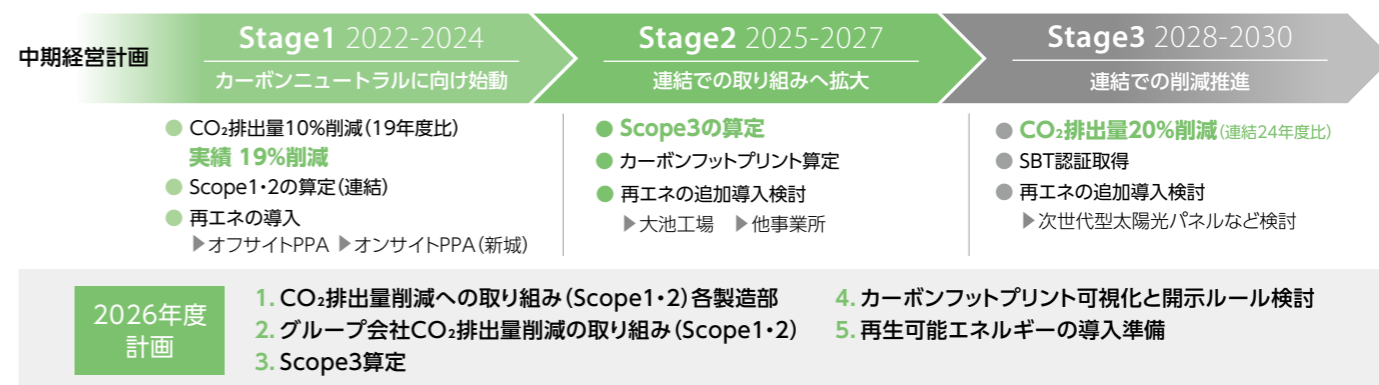 中期経営計画
Stage1 2022-2024
カーボンニュートラルに向け始動
Stage2 2025-2027
連結での取り組みへ拡大
Stage3 2028-2030
連結での削減推進
● CO₂排出量10%削減(19年度比)
実績 19%削減
● Scope1・2の算定(連結)
● 再エネの導入
▶オフサイトPPA ▶オンサイトPPA(新城)
● Scope3の算定
● カーボンフットプリント算定
● 再エネの追加導入検討
▶大池工場 ▶他事業所
● CO₂排出量20%削減(連結24年度比)
● SBT認証取得
● 再エネの追加導入検討
▶次世代型太陽光パネルなど検討
2026年度
計画
1. CO₂排出量削減への取り組み(Scope1・2)各製造部
2. グループ会社CO₂排出量削減の取り組み(Scope1・2)
3. Scope3算定
4. カーボンフットプリント可視化と開示ルール検討
5. 再生可能エネルギーの導入準備